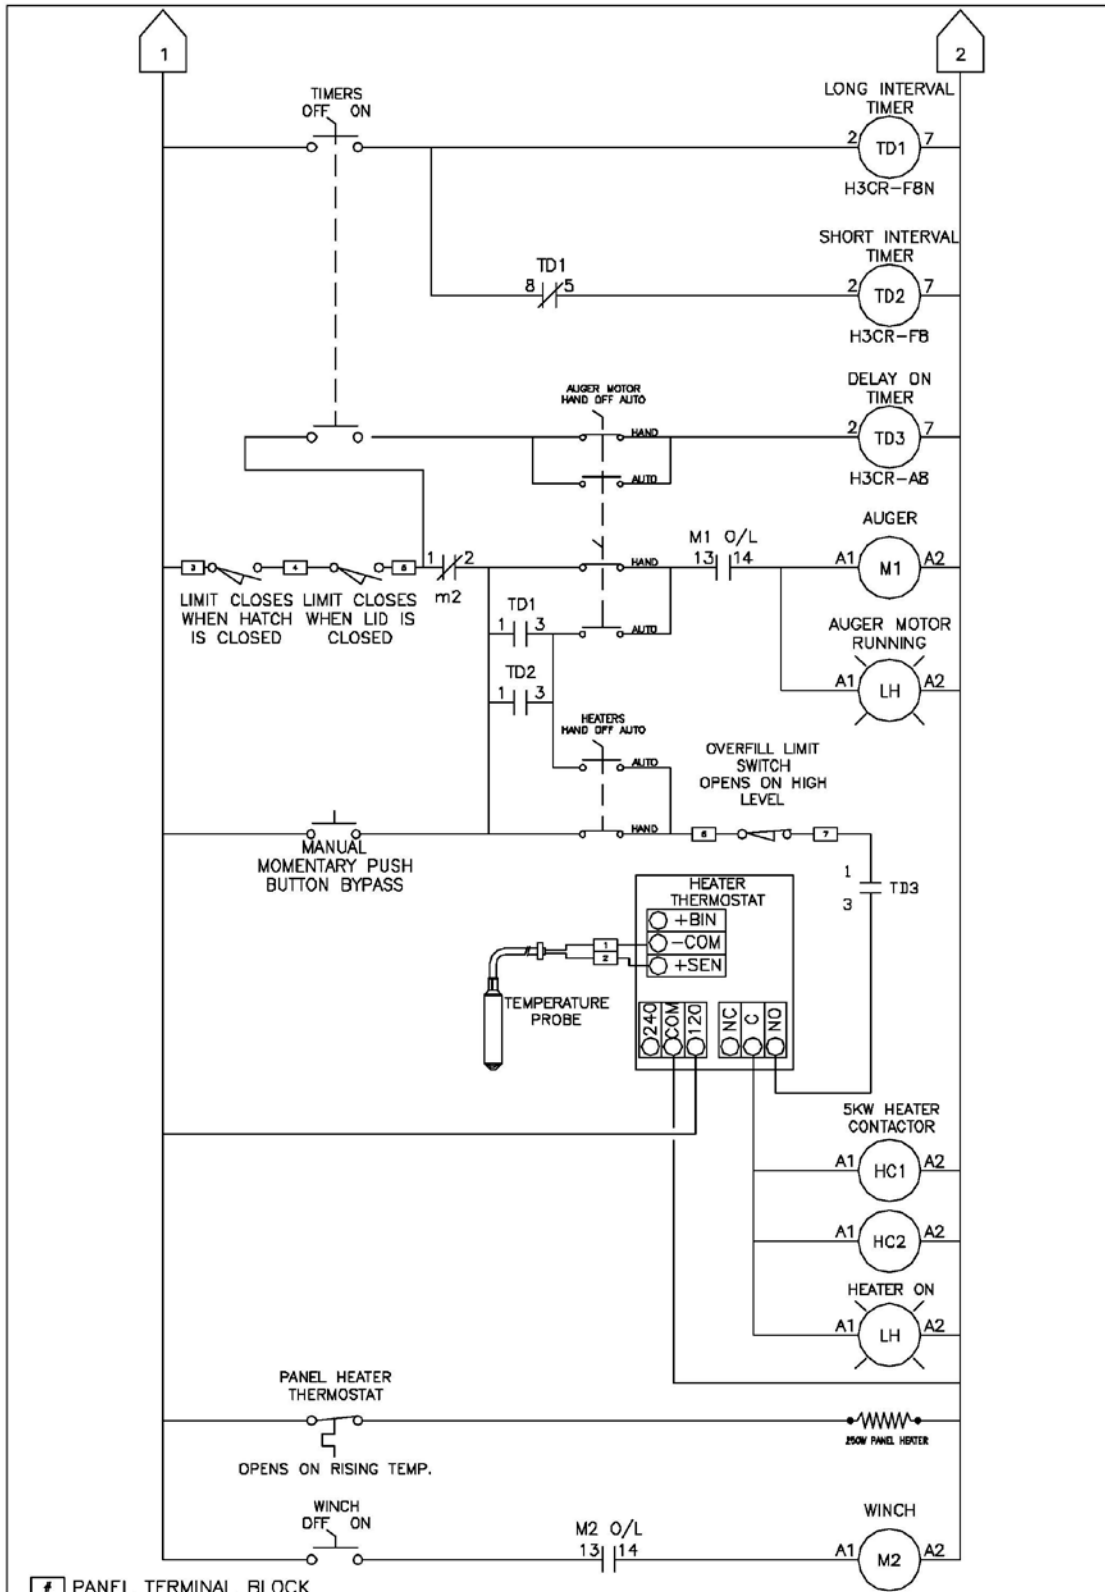 1
2
TIMERS
OFF ON
LONG INTERVAL
TIMER
2 TD1 7
H3CR-F8N
SHORT INTERVAL
TIMER
TD1
8 5
2 TD2 7
H3CR-F8
DELAY ON
TIMER
AUGER MOTOR
HAND OFF AUTO
HAND
2 TD3 7
AUTO
H3CR-A8
AUGER
M1 O/L
3
4
5
1 2
m2
HAND
13 14
A1 M1 A2
LIMIT CLOSES
WHEN HATCH
IS CLOSED
LIMIT CLOSES
WHEN LID IS
CLOSED
TD1
1 3
AUTO
AUGER MOTOR
RUNNING
TD2
1 3
A1 LH A2
HEATERS
HAND OFF AUTO
AUTO
OVERFILL LIMIT
SWITCH
OPENS ON HIGH
LEVEL
HAND
6
7
MANUAL
MOMENTARY PUSH
BUTTON BYPASS
1
TD3
3
HEATER
THERMOSTAT
+BIN
-COM
+SEN
1
2
TEMPERATURE
PROBE
240
COM
120
NC
C
NO
5KW HEATER
CONTACTOR
A1 HC1 A2
A1 HC2 A2
HEATER ON
A1 LH A2
PANEL HEATER
THERMOSTAT
250W PANEL HEATER
OPENS ON RISING TEMP.
WINCH
OFF ON
M2 O/L
13 14
WINCH
A1 M2 A2
# PANEL TERMINAL BLOCK